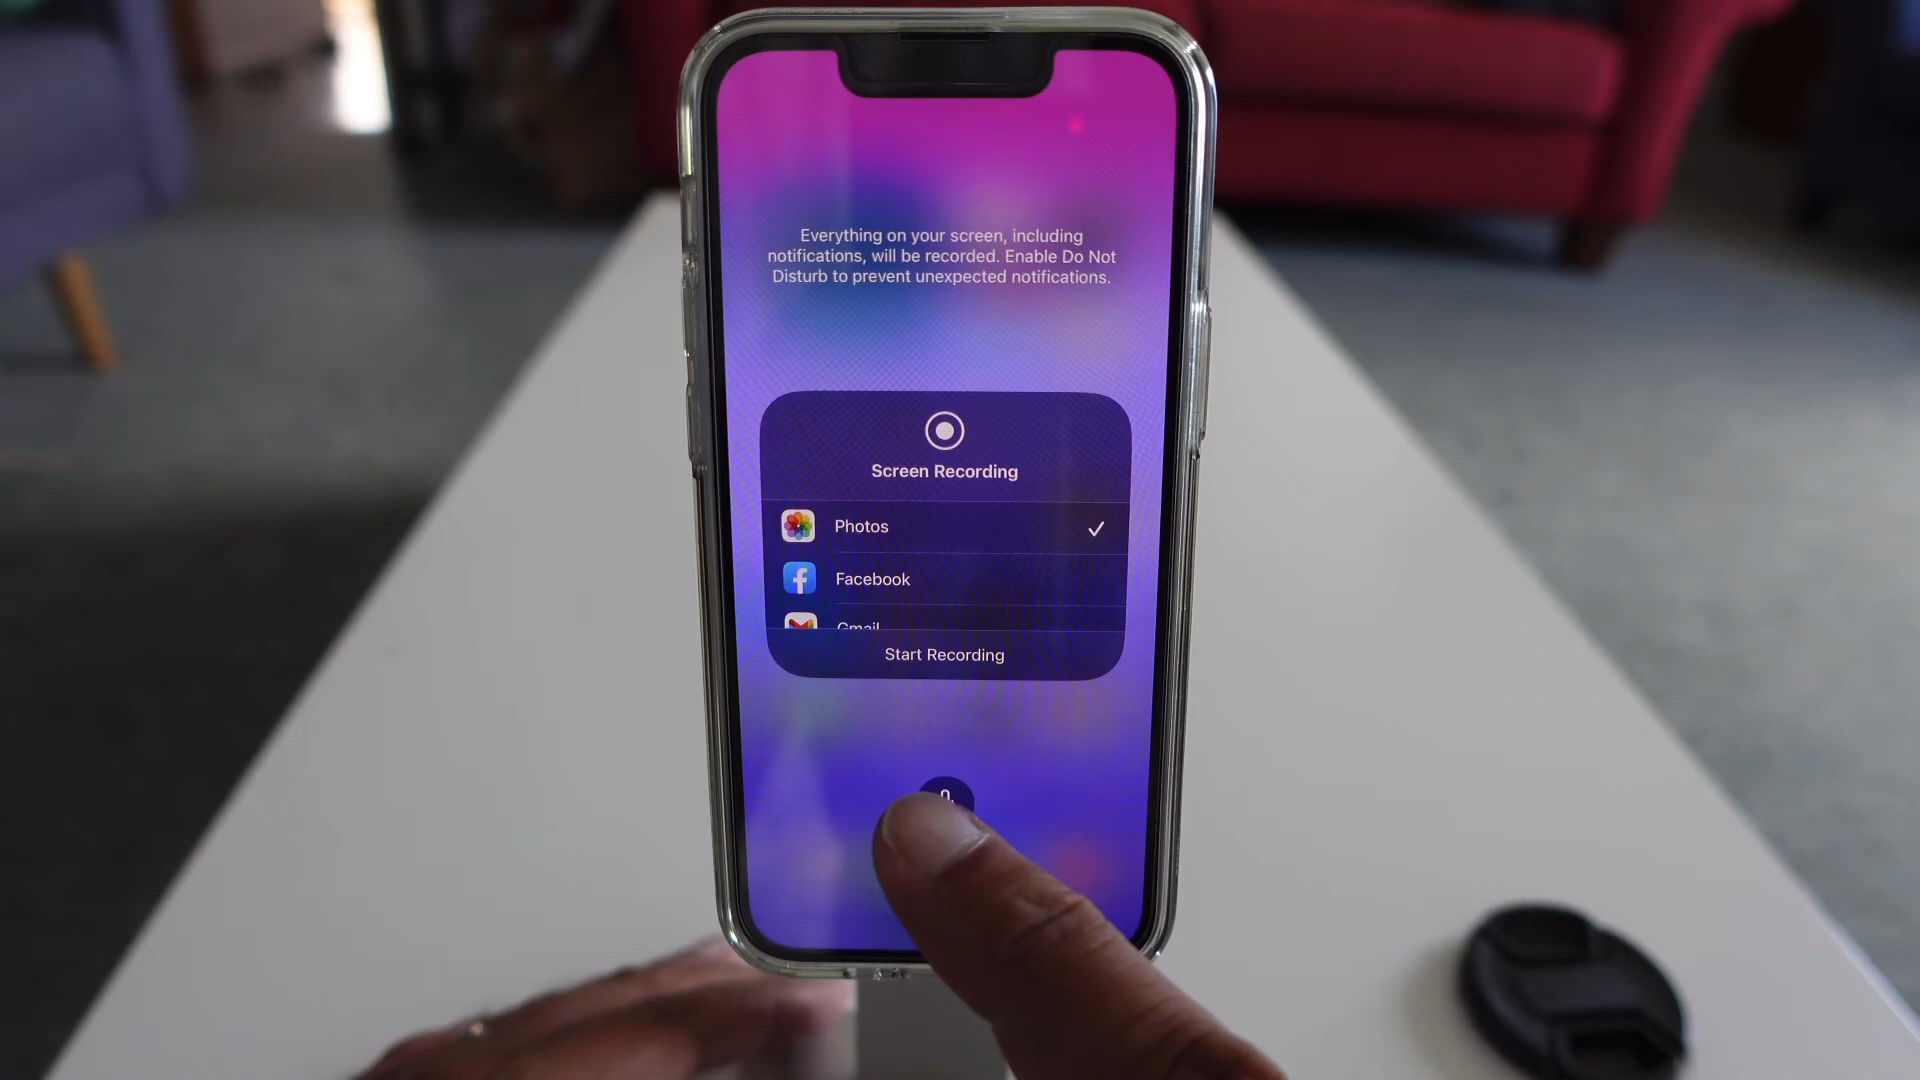 Everything on your screen, including
notifications, will be recorded. Enable Do Not
Disturb to prevent unexpected notifications.
Screen Recording
Photos
Facebook
Gmail
Start Recording